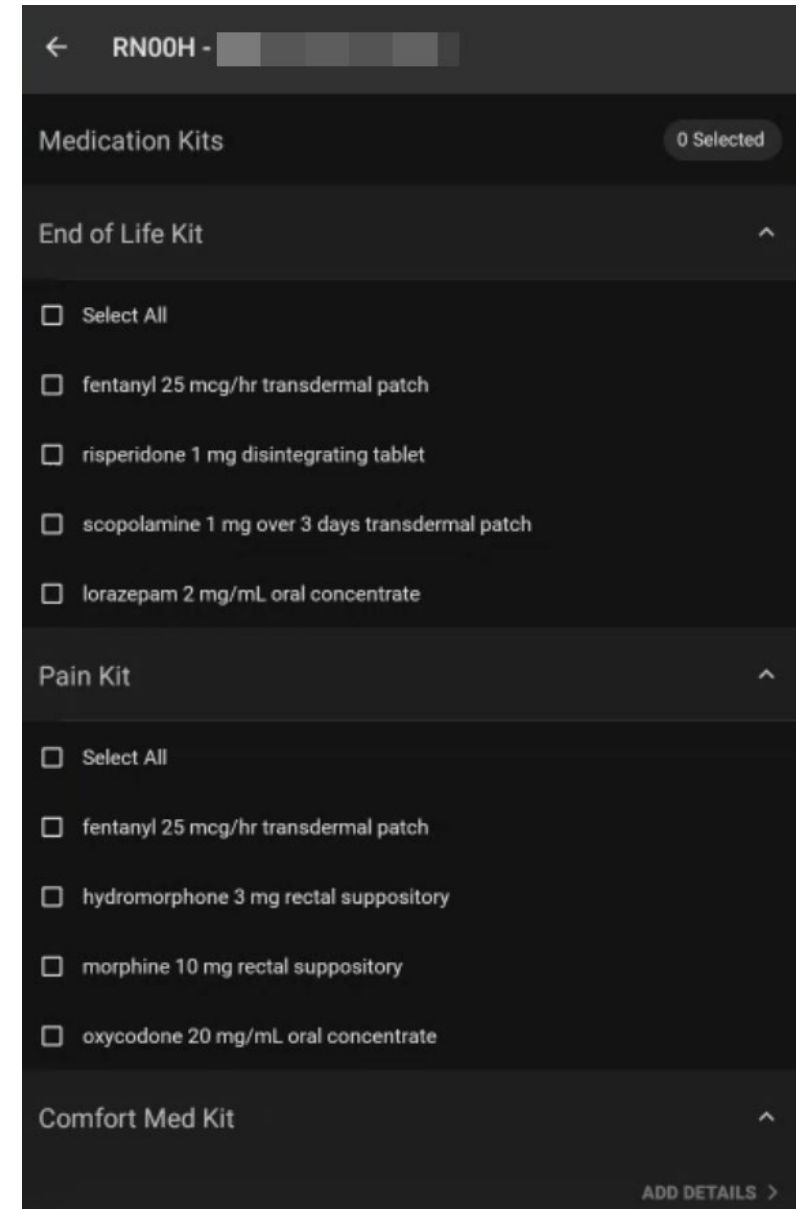 RN00H -
Medication Kits
0 Selected
End of Life Kit
Select All
fentanyl 25 mcg/hr transdermal patch
risperidone 1 mg disintegrating tablet
scopolamine 1 mg over 3 days transdermal patch
lorazepam 2 mg/mL oral concentrate
Pain Kit
Select All
fentanyl 25 mcg/hr transdermal patch
hydromorphone 3 mg rectal suppository
morphine 10 mg rectal suppository
oxycodone 20 mg/mL oral concentrate
Comfort Med Kit
ADD DETAILS